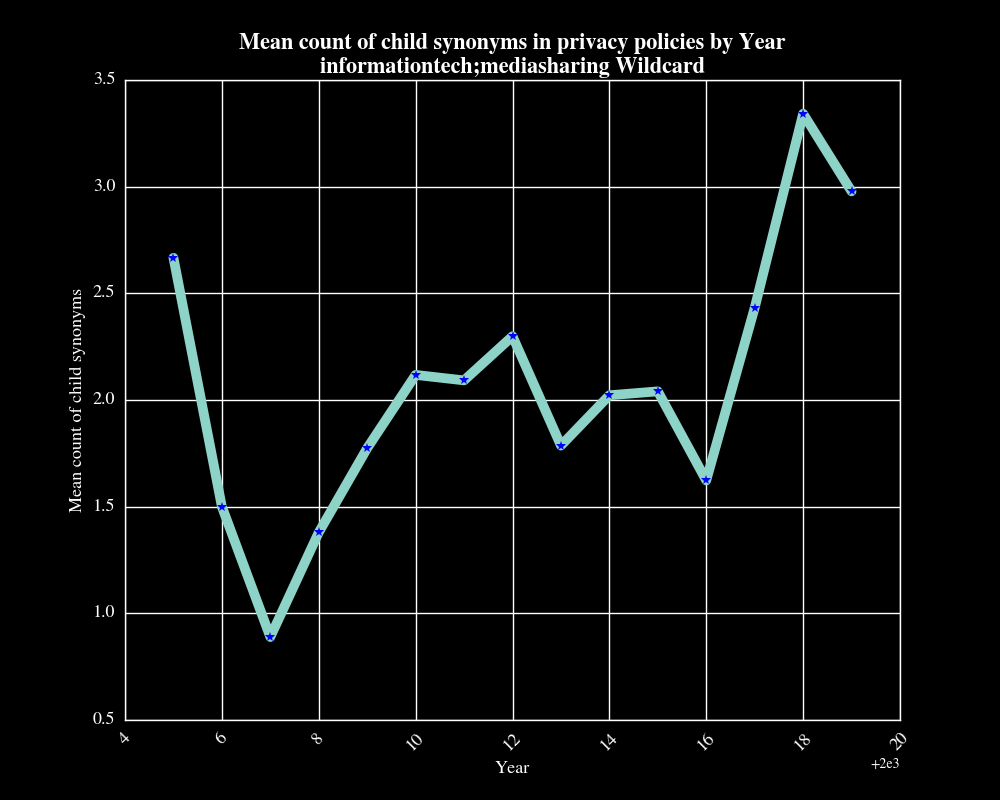 Mean count of child synonyms in privacy policies by Year
informationtech;mediasharing Wildcard
3.5
3.0
2.5
2.0
1.5
1.0
0.5
Mean count of child synonyms
4 6 8 10 12 14 16 18 20
Year
+2e3